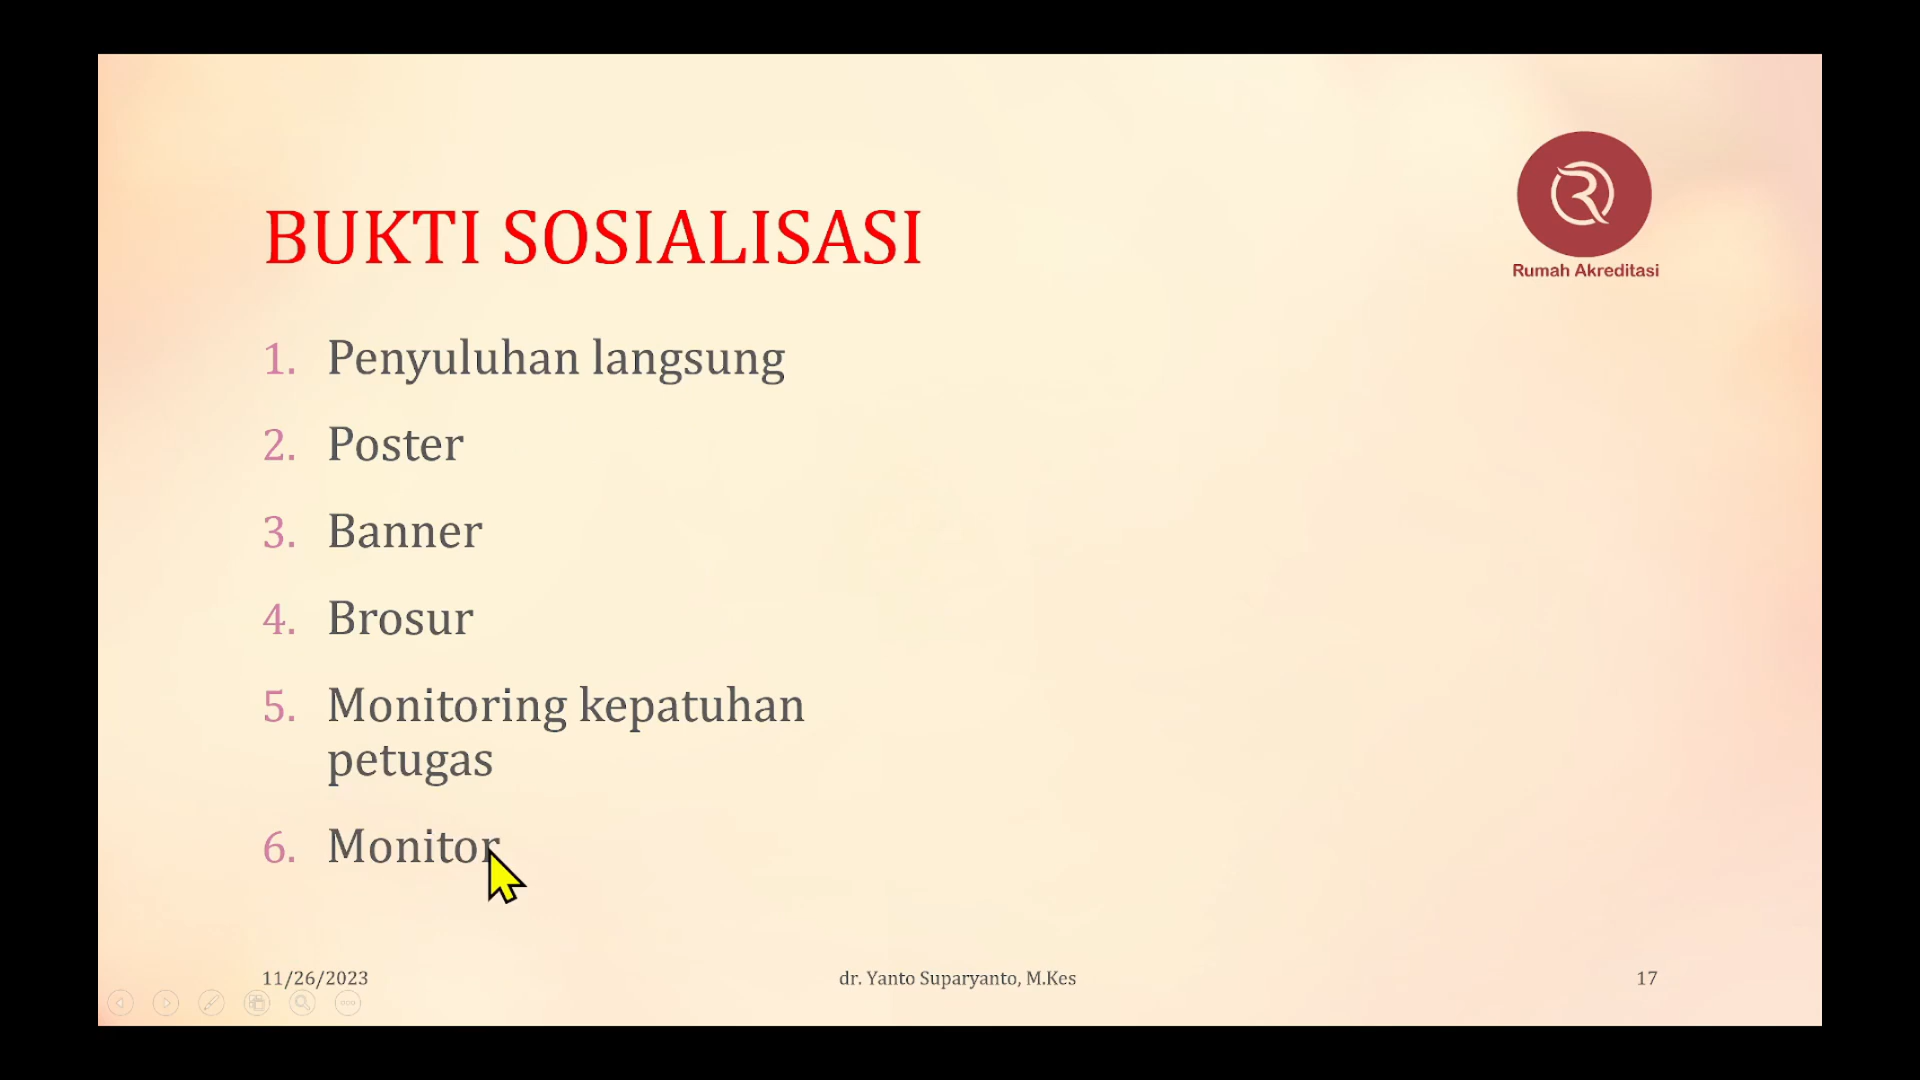 Rumah Akreditasi
BUKTI SOSIALISASI
1. Penyuluhan langsung
2. Poster
3. Banner
4. Brosur
5. Monitoring kepatuhan
petugas
6. Monitor
11/26/2023
dr. Yanto Suparyanto, M.Kes
17